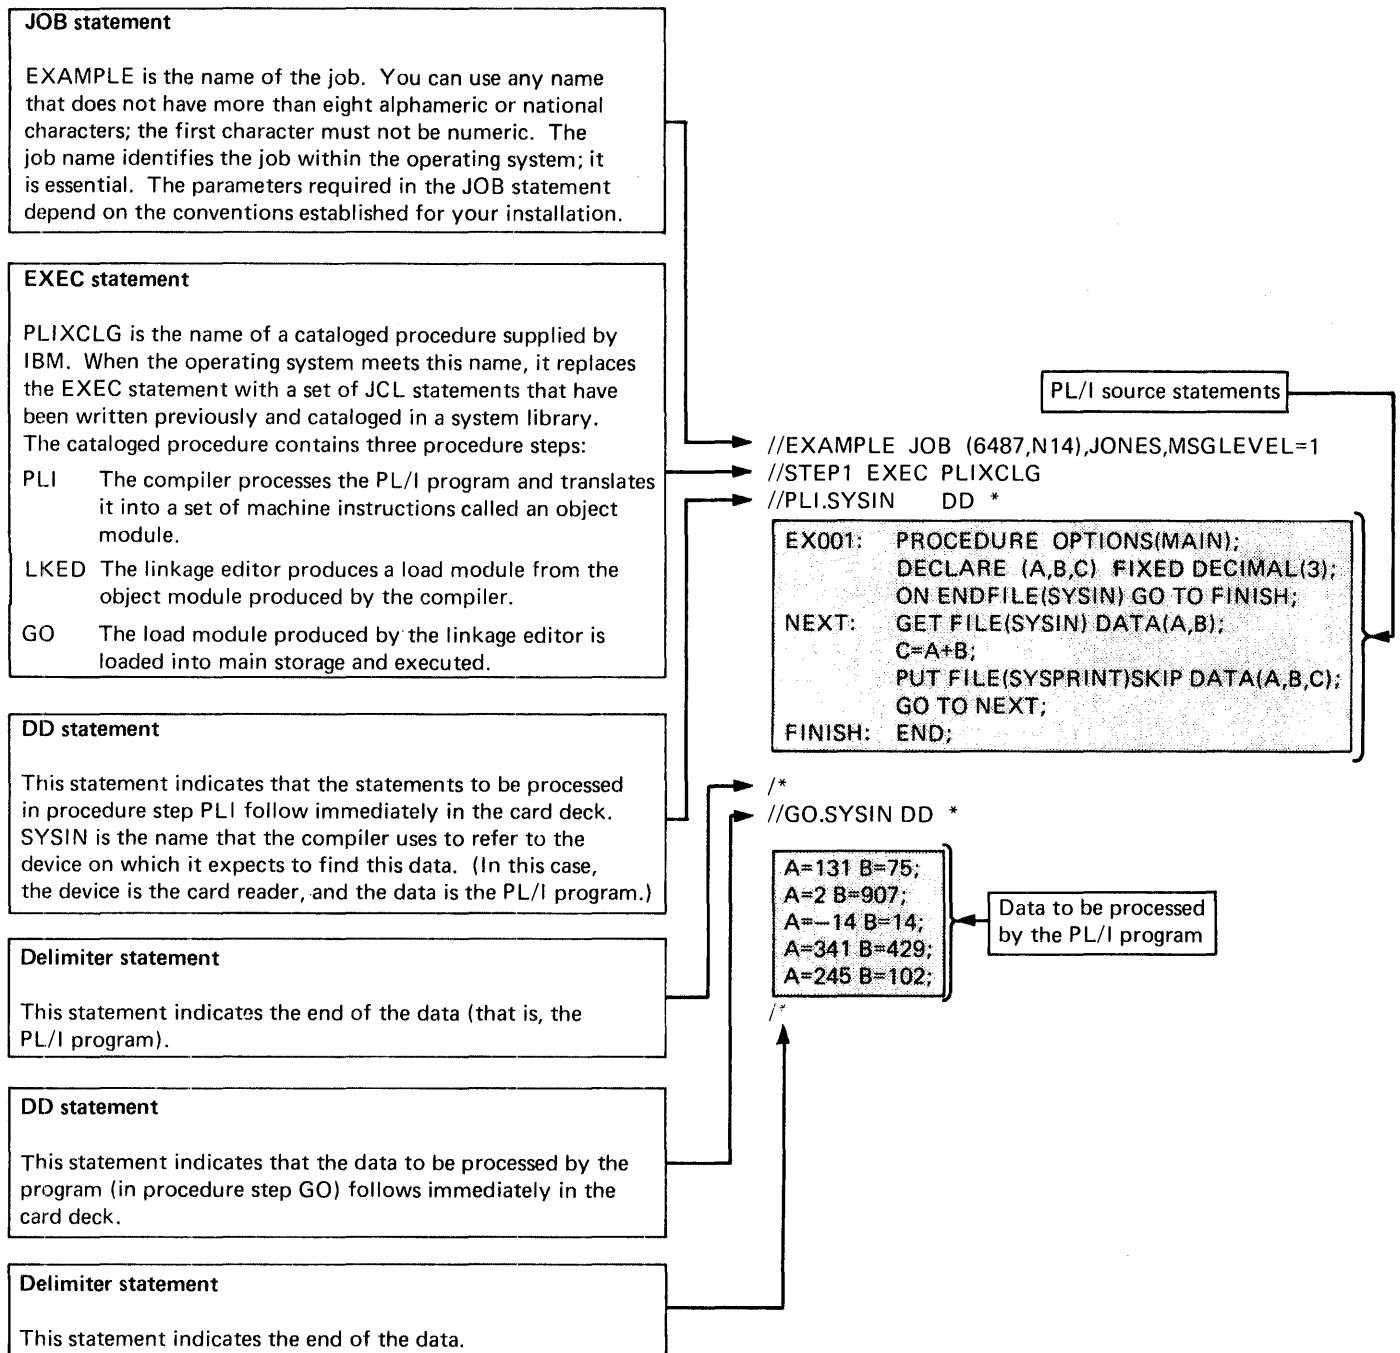 JOB statement
EXAMPLE is the name of the job. You can use any name
that does not have more than eight alphameric or national
characters; the first character must not be numeric. The
job name identifies the job within the operating system; it
is essential. The parameters required in the JOB statement
depend on the conventions established for your installation.
EXEC statement
PLIXCLG is the name of a cataloged procedure supplied by
IBM. When the operating system meets this name, it replaces
the EXEC statement with a set of JCL statements that have
been written previously and cataloged in a system library.
The cataloged procedure contains three procedure steps:
PLI The compiler processes the PL/I program and translates
it into a set of machine instructions called an object
module.
LKED The linkage editor produces a load module from the
object module produced by the compiler.
GO The load module produced by the linkage editor is
loaded into main storage and executed.
DD statement
This statement indicates that the statements to be processed
in procedure step PLI follow immediately in the card deck.
SYSIN is the name that the compiler uses to refer to the
device on which it expects to find this data. (In this case,
the device is the card reader, and the data is the PL/I program.)
Delimiter statement
This statement indicates the end of the data (that is, the
PL/I program).
DD statement
This statement indicates that the data to be processed by the
program (in procedure step GO) follows immediately in the
card deck.
Delimiter statement
This statement indicates the end of the data.
PL/I source statements
//EXAMPLE JOB (6487,N14),JONES,MSGLEVEL=1
//STEP1 EXEC PLIXCLG
//PLI.SYSIN DD *
EX001: PROCEDURE OPTIONS(MAIN);
DECLARE (A,B,C) FIXED DECIMAL(3);
ON ENDFILE(SYSIN) GO TO FINISH;
NEXT: GET FILE(SYSIN) DATA(A,B);
C=A+B;
PUT FILE(SYSPRINT)SKIP DATA(A,B,C);
GO TO NEXT;
FINISH: END;
/*
//GO.SYSIN DD *
A=131 B=75;
A=2 B=907;
A=—14 B=14;
A=341 B=429;
A=245 B=102;
/*
Data to be processed
by the PL/I program